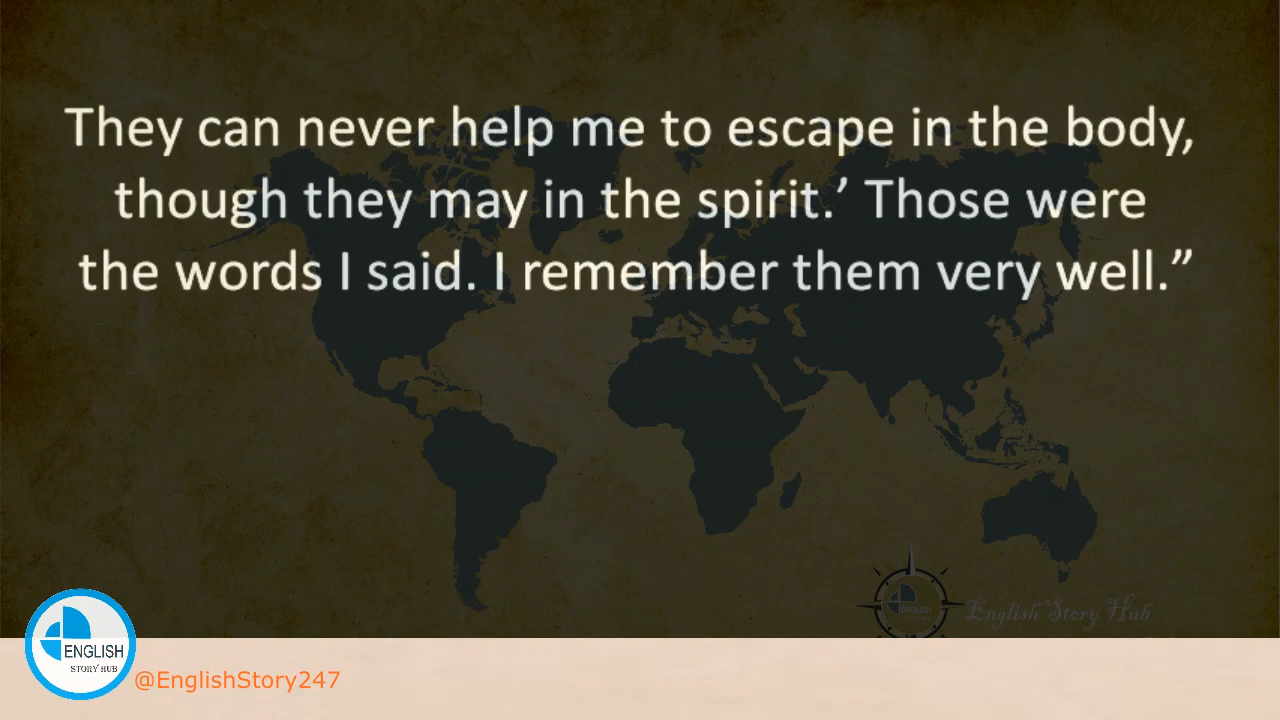 They can never help me to escape in the body,
though they may in the spirit.’ Those were
the words I said. I remember them very well.”
ENGLISH
English Story Hub
ENGLISH
STORY HUB
@EnglishStory247